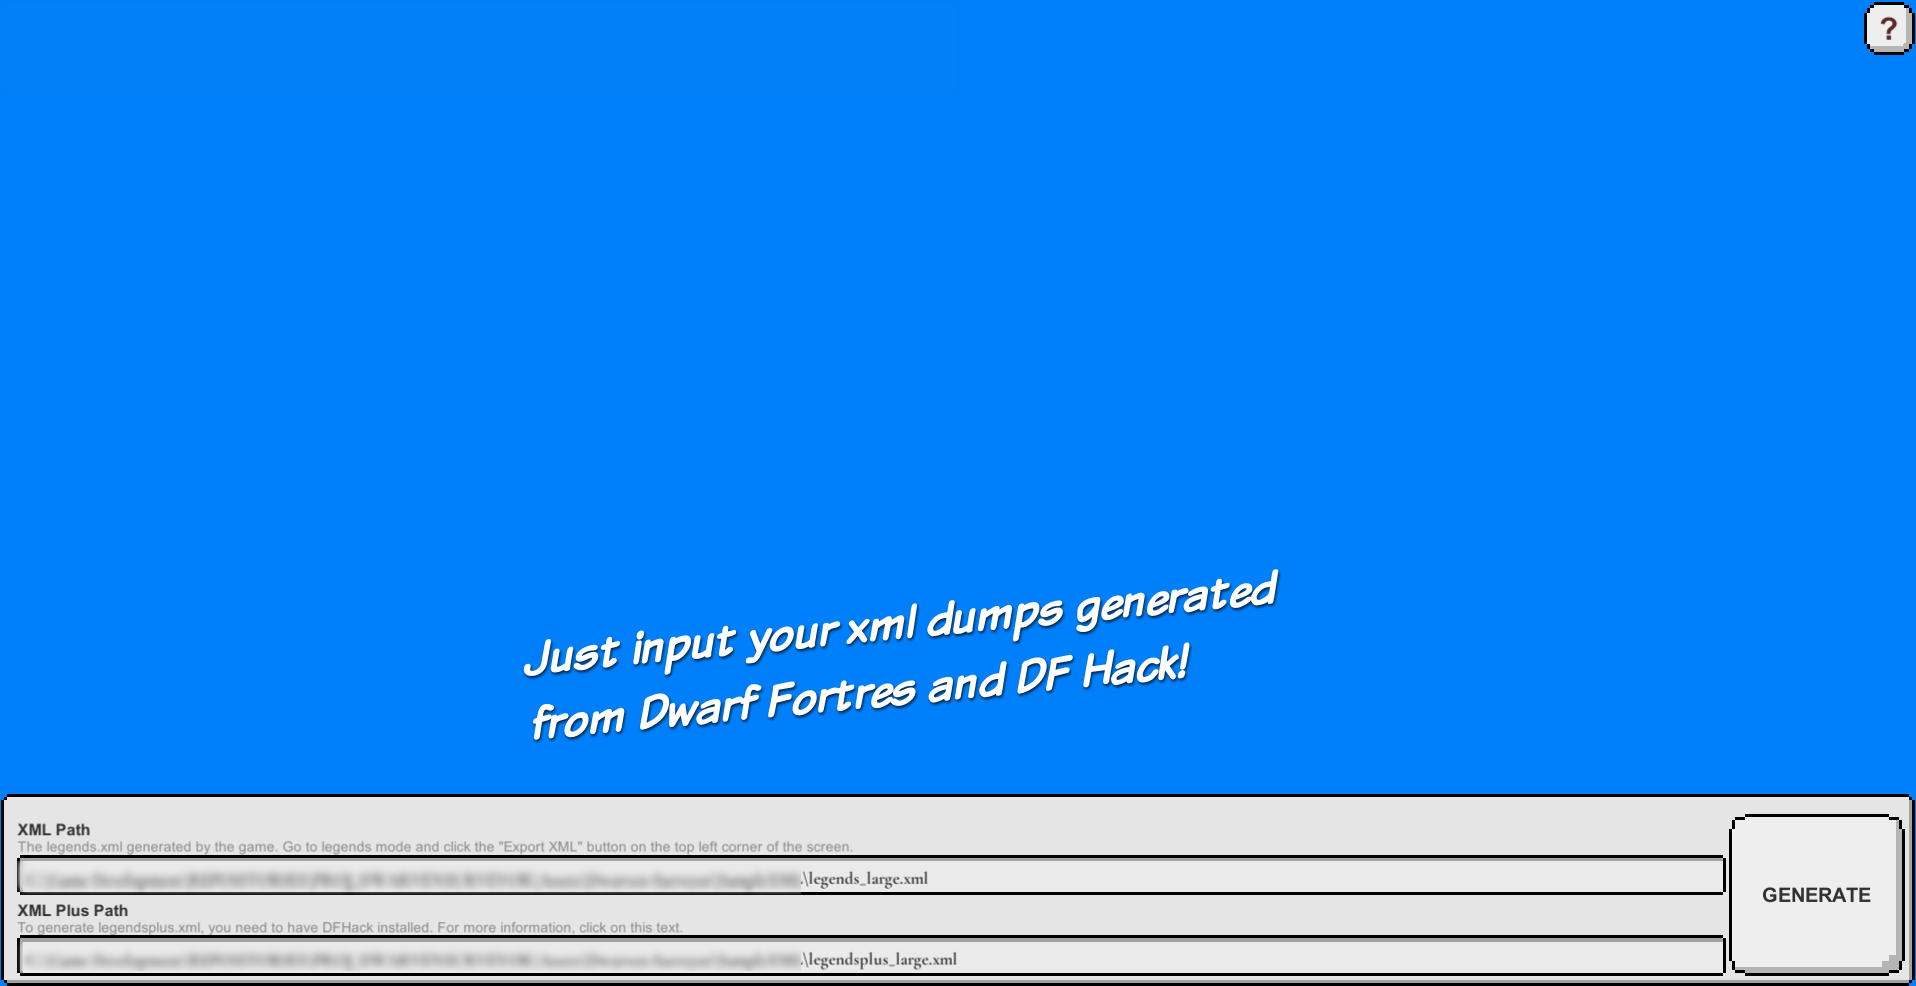 ?
Just input your xml dumps generated
from Dwarf Fortres and DF Hack!
XML Path
The legends.xml generated by the game. Go to legends mode and click the "Export XML" button on the top left corner of the screen.
.\legends_large.xml
XML Plus Path
To generate legendsplus.xml, you need to have DFHack installed. For more information, click on this text.
.\legendsplus_large.xml
GENERATE